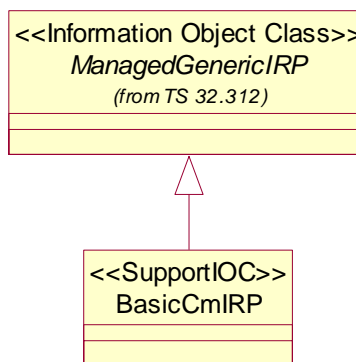 <<Information Object Class>>
ManagedGenericIRP
(from TS 32.312)
<<SupportIOC>>
BasicCmIRP